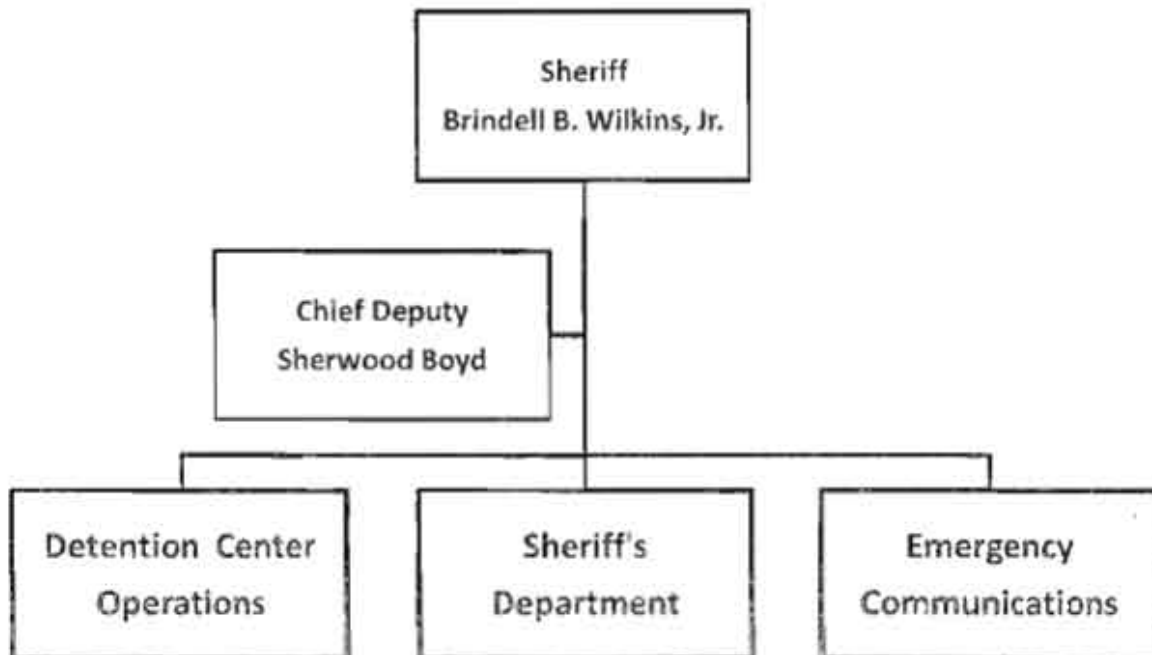 Sheriff
Brindell B. Wilkins, Jr.
Chief Deputy
Sherwood Boyd
Detention Center
Operations
Sheriff's
Department
Emergency
Communications